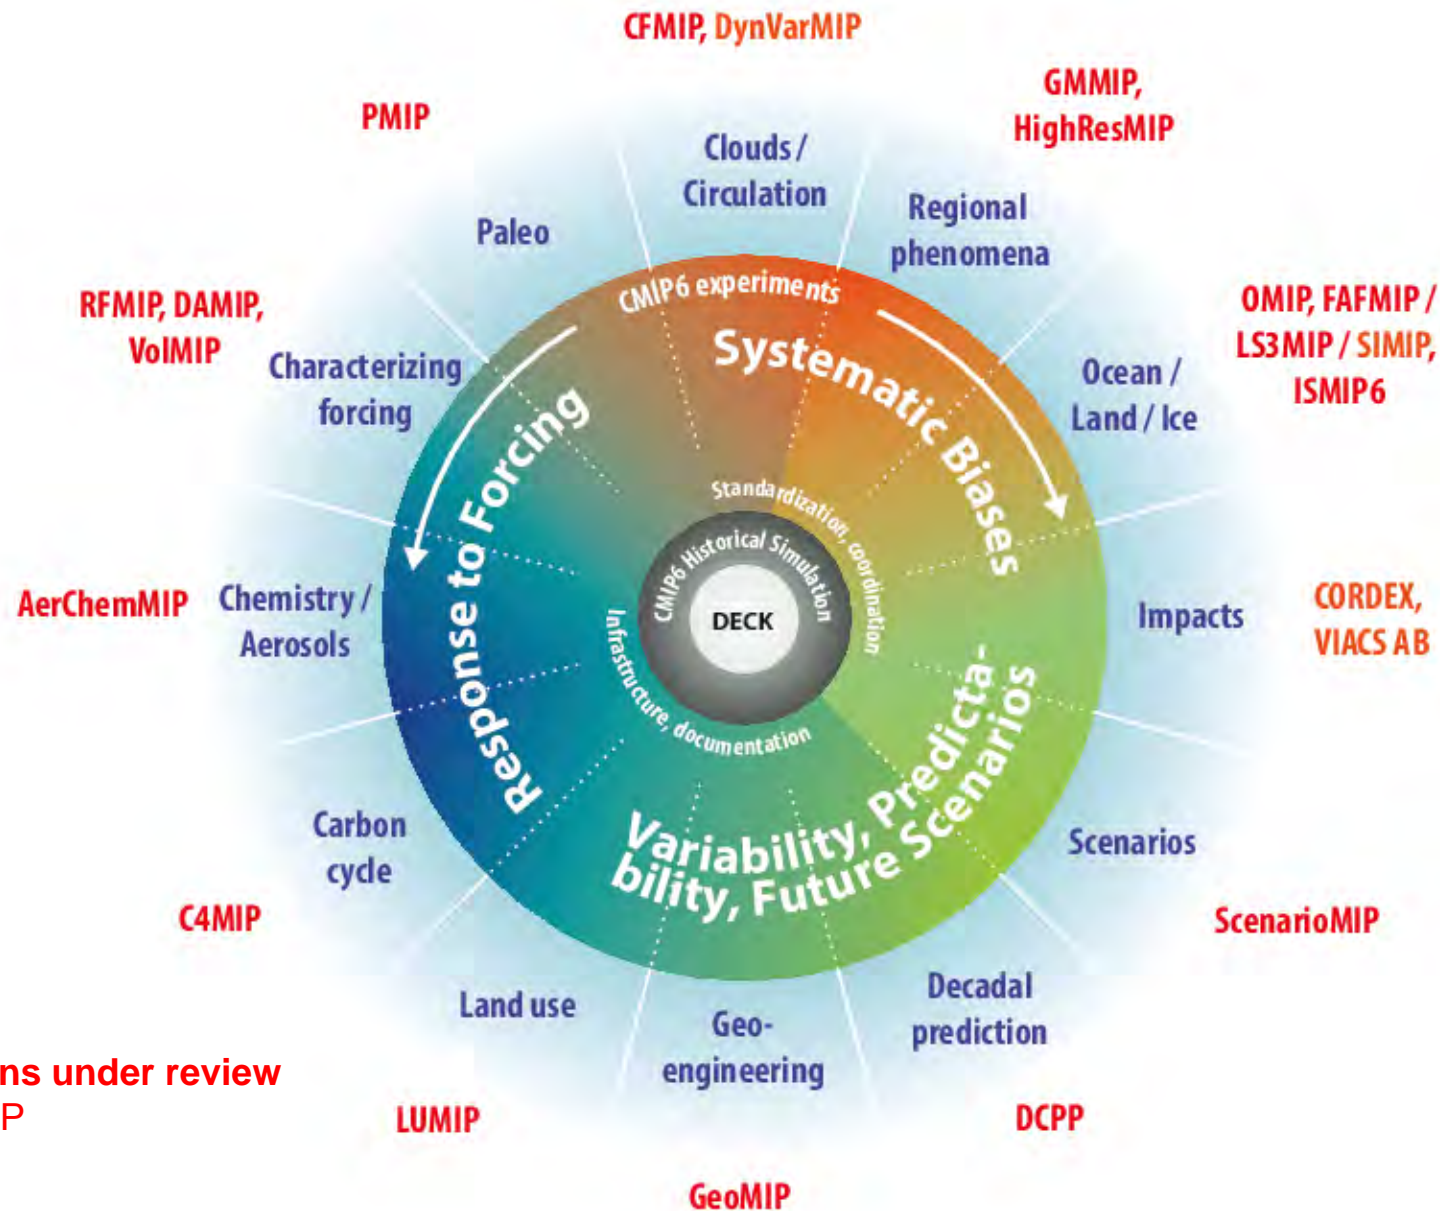 CFMIP, DynVarMIP
GMMIP,
HighResMIP
PMIP
Clouds /
Circulation
Regional
phenomena
Paleo
RFMIP, DAMIP,
VolMIP
OMIP, FAFMIP /
LS3MIP / SIMIP,
ISMIP6
Characterizing
forcing
Ocean /
Land / Ice
CMIP6 experiments
Systematic Biases
Response to Forcing
Standardization, coordination
CMIP6 Historical Simulation
DECK
Infrastructure, documentation
Variability, Predicta-
bility, Future Scenarios
AerChemMIP
Chemistry /
Aerosols
Impacts
CORDEX,
VIACS AB
Carbon
cycle
Scenarios
C4MIP
ScenarioMIP
Land use
Geo-
engineering
Decadal
prediction
ns under review
P
LUMIP
DCPP
GeoMIP